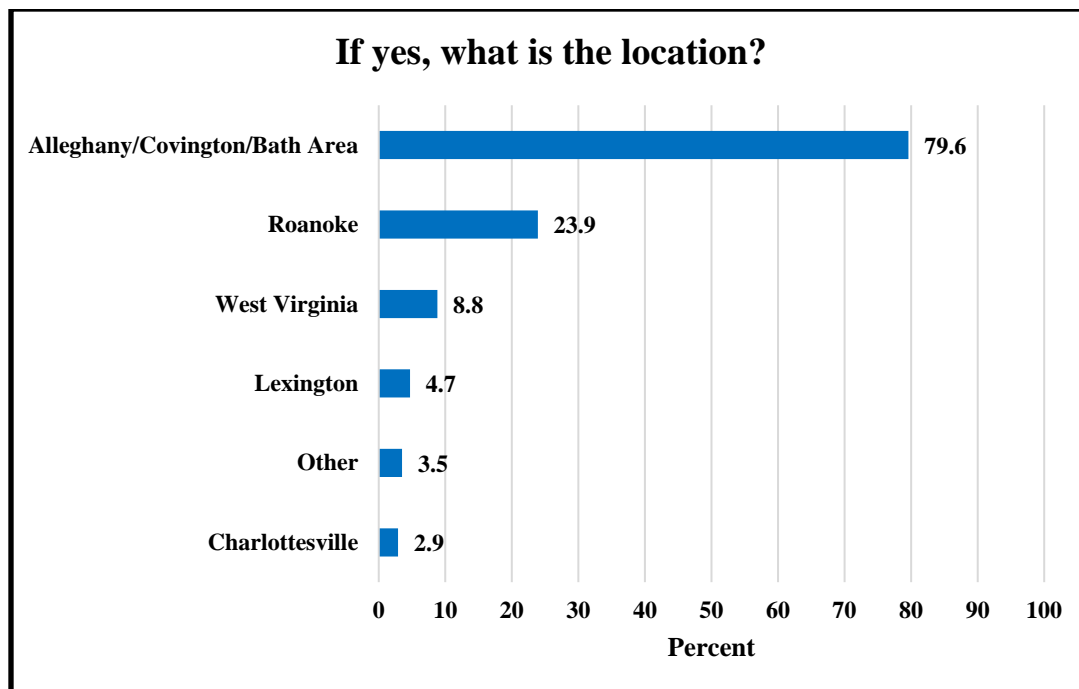 If yes, what is the location?
Alleghany/Covington/Bath Area 79.6
Roanoke 23.9
West Virginia 8.8
Lexington 4.7
Other 3.5
Charlottesville 2.9
0 10 20 30 40 50 60 70 80 90 100
Percent